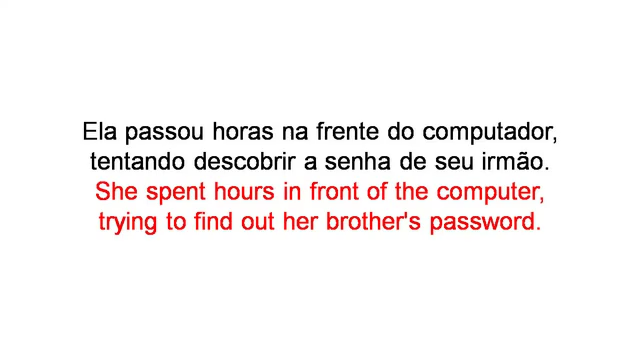 Ela passou horas na frente do computador,
tentando descobrir a senha de seu irmão.
She spent hours in front of the computer,
trying to find out her brother's password.